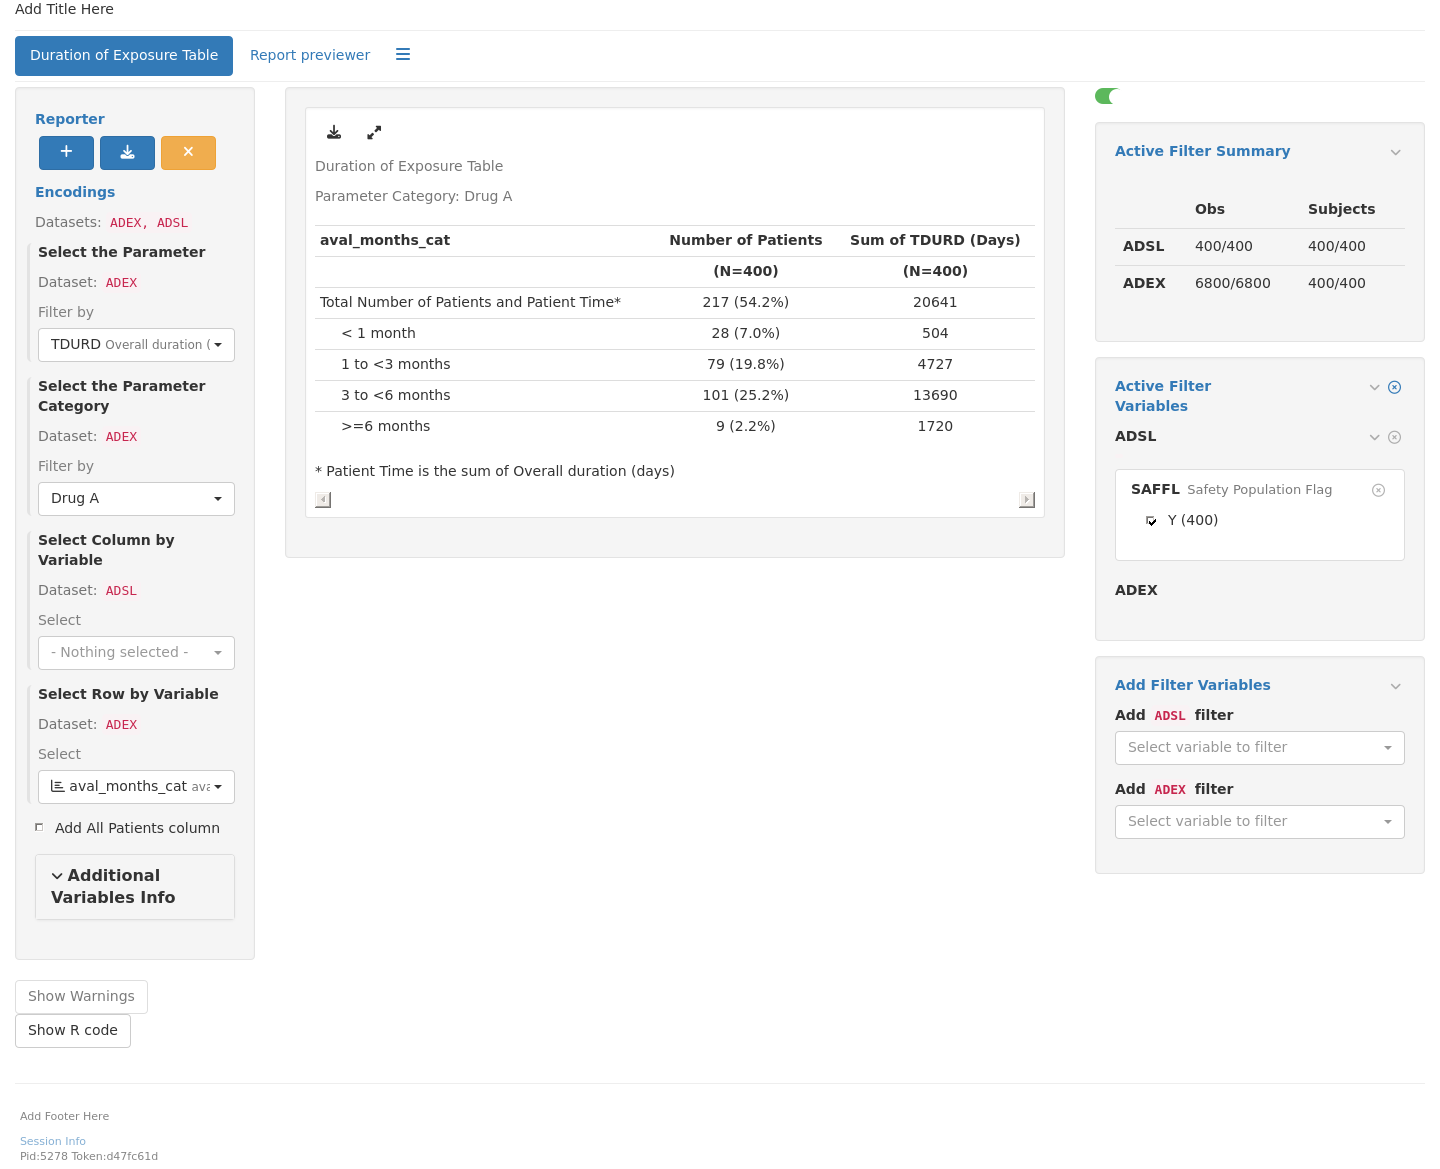 Add Title Here
Duration of Exposure Table
Report previewer
Reporter
Encodings
Datasets: ADEX, ADSL
Select the Parameter
Dataset: ADEX
Filter by
TDURD Overall duration (
Select the Parameter
Category
Dataset: ADEX
Filter by
Drug A
Select Column by
Variable
Dataset: ADSL
Select
- Nothing selected -
Select Row by Variable
Dataset: ADEX
Select
aval_months_cat ava
Add All Patients column
Additional
Variables Info
Show Warnings
Show R code
Duration of Exposure Table
Parameter Category: Drug A
aval_months_cat Number of Patients Sum of TDURD (Days)
(N=400) (N=400)
Total Number of Patients and Patient Time* 217 (54.2%) 20641
< 1 month 28 (7.0%) 504
1 to <3 months 79 (19.8%) 4727
3 to <6 months 101 (25.2%) 13690
>=6 months 9 (2.2%) 1720
* Patient Time is the sum of Overall duration (days)
Active Filter Summary
Obs Subjects
ADSL 400/400 400/400
ADEX 6800/6800 400/400
Active Filter
Variables
ADSL
SAFFL Safety Population Flag
Y (400)
ADEX
Add Filter Variables
Add ADSL filter
Select variable to filter
Add ADEX filter
Select variable to filter
Add Footer Here
Session Info
Pid:5278 Token:d47fc61d